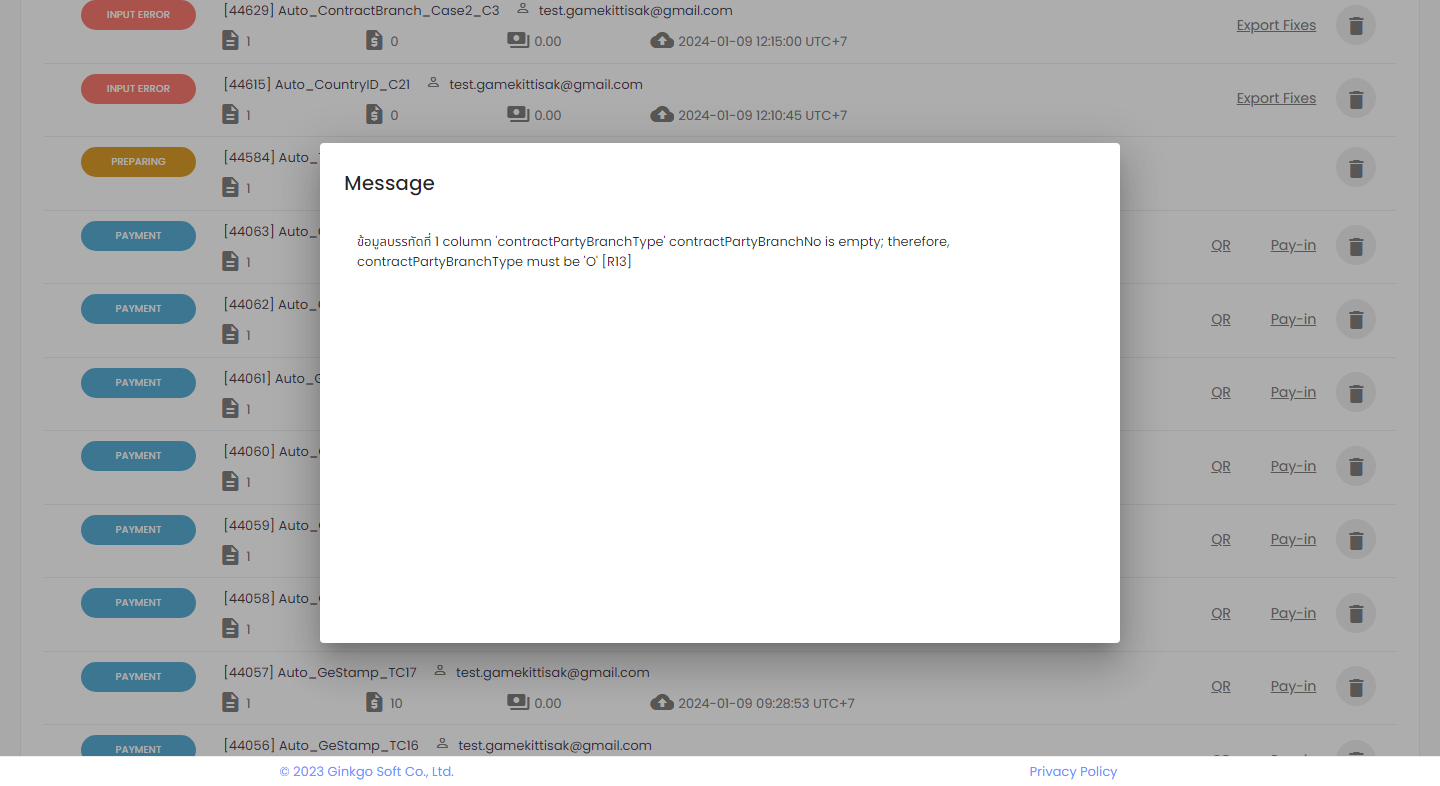 INPUT ERROR
[44629] Auto_ContractBranch_Case2_C3 test.gamekittisak@gmail.com
1 0 0.00 2024-01-09 12:15:00 UTC+7
Export Fixes
INPUT ERROR
[44615] Auto_CountryID_C21 test.gamekittisak@gmail.com
1 0 0.00 2024-01-09 12:10:45 UTC+7
Export Fixes
PREPARING
[44584] Auto_
1
Message
ข้อมูลบรรทัดที่ 1 column 'contractPartyBranchType' contractPartyBranchNo is empty; therefore,
contractPartyBranchType must be 'O' [R13]
PAYMENT
[44063] Auto_
1
QR Pay-in
PAYMENT
[44062] Auto_
1
QR Pay-in
PAYMENT
[44061] Auto_G
1
QR Pay-in
PAYMENT
[44060] Auto_
1
QR Pay-in
PAYMENT
[44059] Auto_
1
QR Pay-in
PAYMENT
[44058] Auto_
1
QR Pay-in
PAYMENT
[44057] Auto_GeStamp_TC17 test.gamekittisak@gmail.com
1 10 0.00 2024-01-09 09:28:53 UTC+7
QR Pay-in
PAYMENT
[44056] Auto_GeStamp_TC16 test.gamekittisak@gmail.com
© 2023 Ginkgo Soft Co., Ltd. Privacy Policy